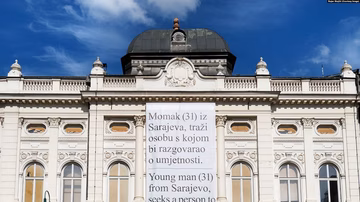 Momak (31) iz
Sarajeva, traži
osobu s kojom bi
razgovarao
o umjetnosti.
Young man (31)
from Sarajevo,
seeks a person to